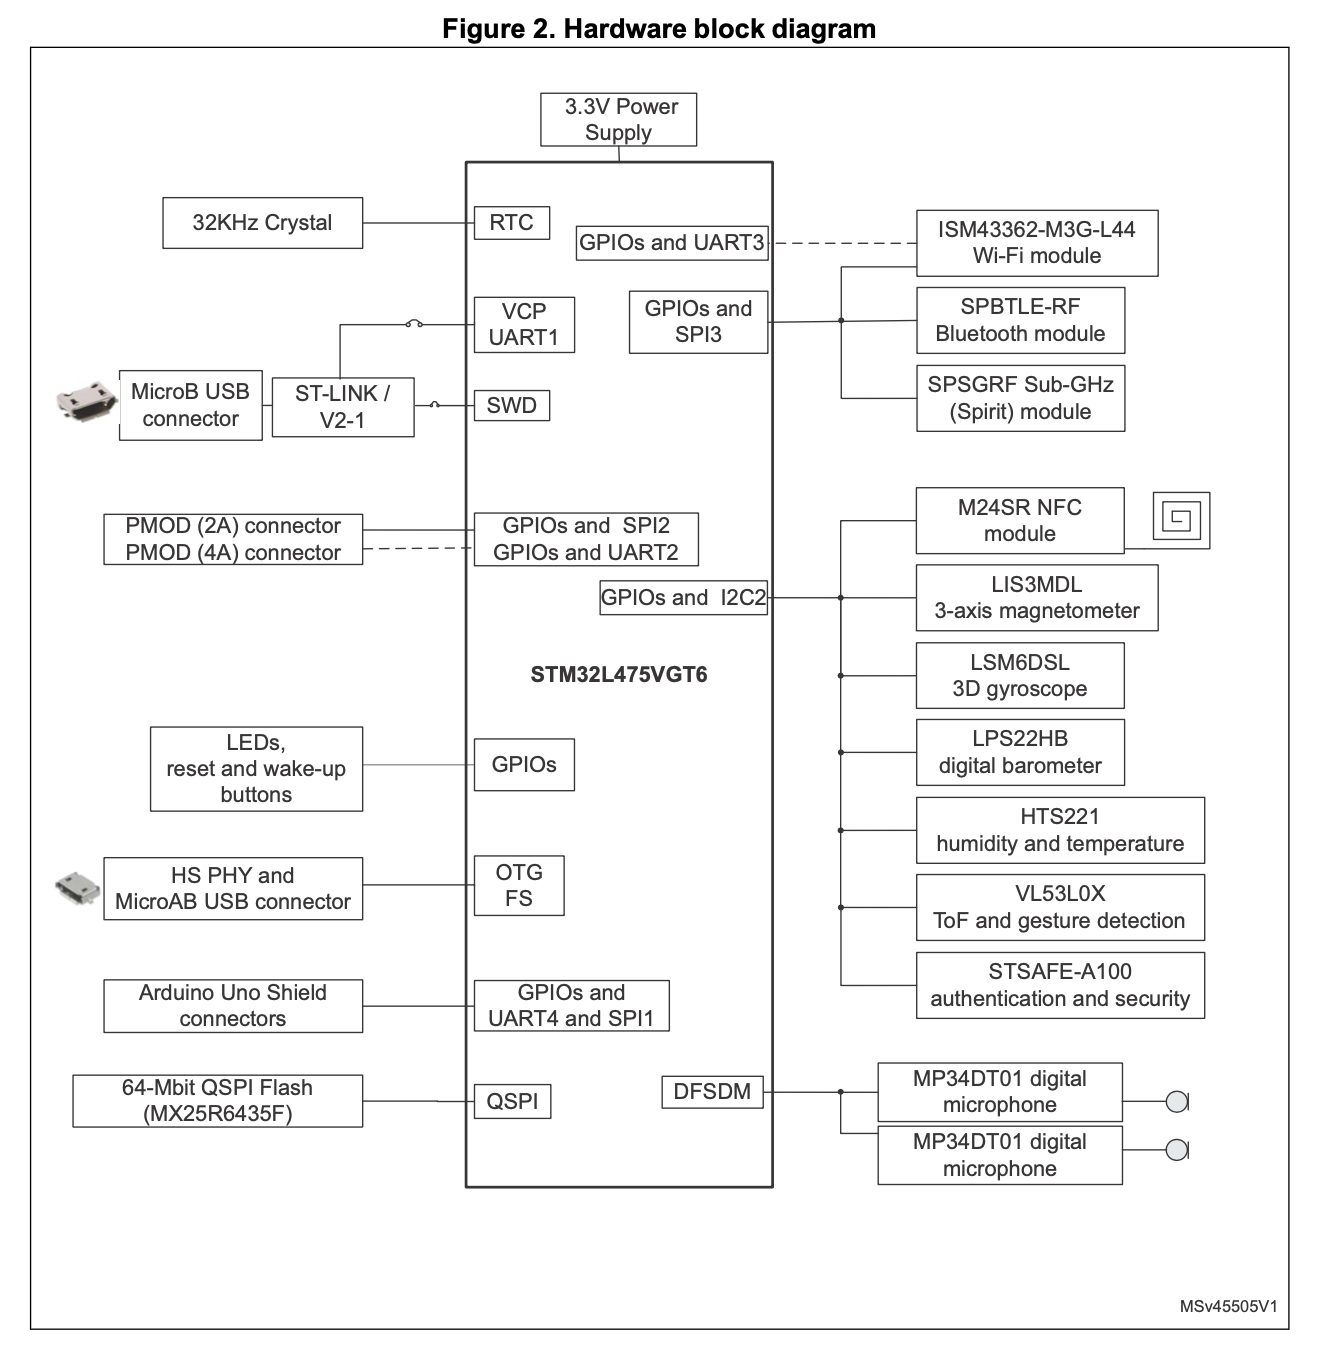 Figure 2. Hardware block diagram
3.3V Power
Supply
32KHz Crystal
RTC
GPIOs and UART3
ISM43362-M3G-L44
Wi-Fi module
VCP
UART1
GPIOs and
SPI3
SPBTLE-RF
Bluetooth module
MicroB USB
connector
ST-LINK /
V2-1
SWD
SPSGRF Sub-GHz
(Spirit) module
PMOD (2A) connector
PMOD (4A) connector
GPIOs and SPI2
GPIOs and UART2
M24SR NFC
module
GPIOs and I2C2
LIS3MDL
3-axis magnetometer
STM32L475VGT6
LSM6DSL
3D gyroscope
LEDs,
reset and wake-up
buttons
GPIOs
LPS22HB
digital barometer
HTS221
humidity and temperature
HS PHY and
MicroAB USB connector
OTG
FS
VL53L0X
ToF and gesture detection
Arduino Uno Shield
connectors
GPIOs and
UART4 and SPI1
STSAFE-A100
authentication and security
64-Mbit QSPI Flash
(MX25R6435F)
QSPI
DFSDM
MP34DT01 digital
microphone
MP34DT01 digital
microphone
MSv45505V1